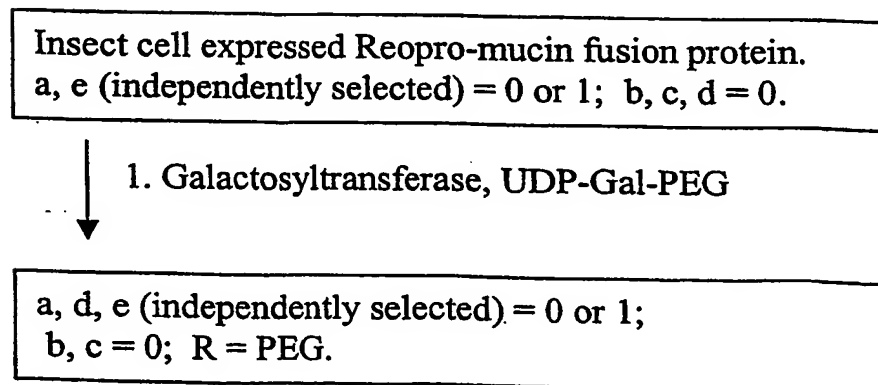 Insect cell expressed Reopro-mucin fusion protein.
a, e (independently selected) = 0 or 1; b, c, d = 0.
1. Galactosyltransferase, UDP-Gal-PEG
a, d, e (independently selected) = 0 or 1;
b, c = 0; R = PEG.